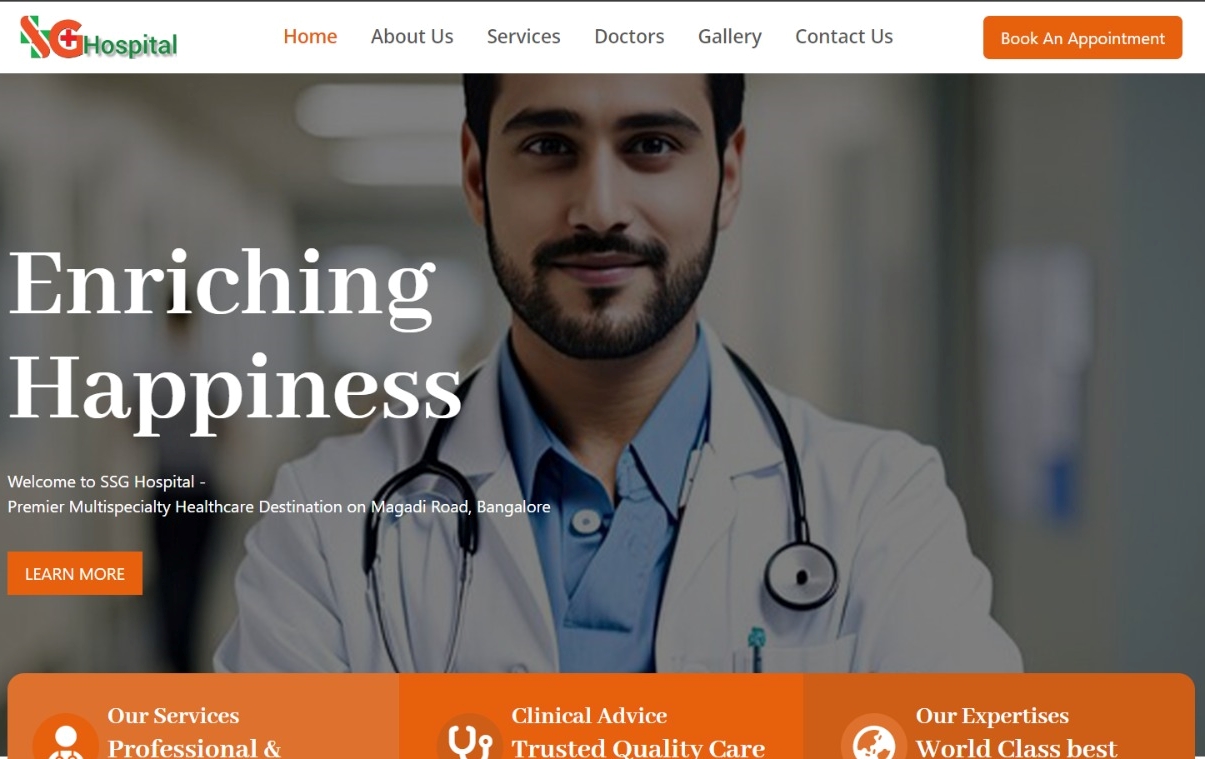 SSG Hospital
Home About Us Services Doctors Gallery Contact Us
Book An Appointment
Enriching
Happiness
Welcome to SSG Hospital -
Premier Multispecialty Healthcare Destination on Magadi Road, Bangalore
LEARN MORE
Our Services
Professional &
Clinical Advice
Trusted Quality Care
Our Expertises
World Class best